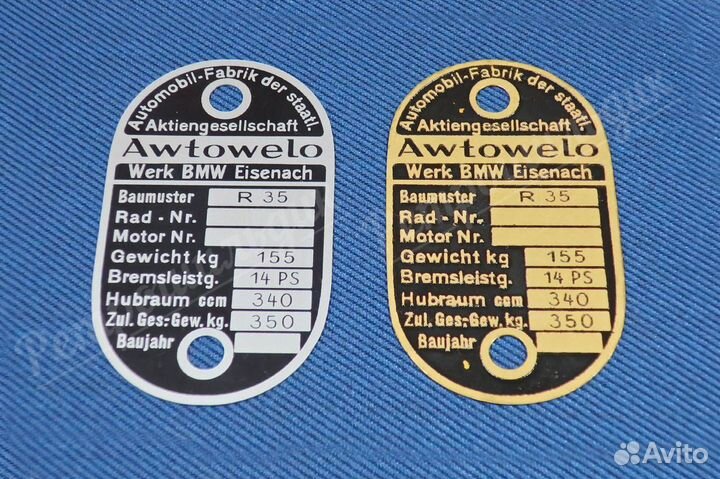 Automobil-Fabrik der staatl.
Aktiengesellschaft
Awtowelo
Werk BMW Eisenach
Baumuster R 35
Rad - Nr.
Motor Nr.
Gewicht kg 155
Bremsleistg. 14 PS
Hubraum ccm 340
Zul. Ges.-Gew. kg. 350
Baujahr
Automobil-Fabrik der staatl.
Aktiengesellschaft
Awtowelo
Werk BMW Eisenach
Baumuster R 35
Rad - Nr.
Motor Nr.
Gewicht kg 155
Bremsleistg. 14 PS
Hubraum ccm 340
Zul. Ges.-Gew. kg. 350
Baujahr
Avito